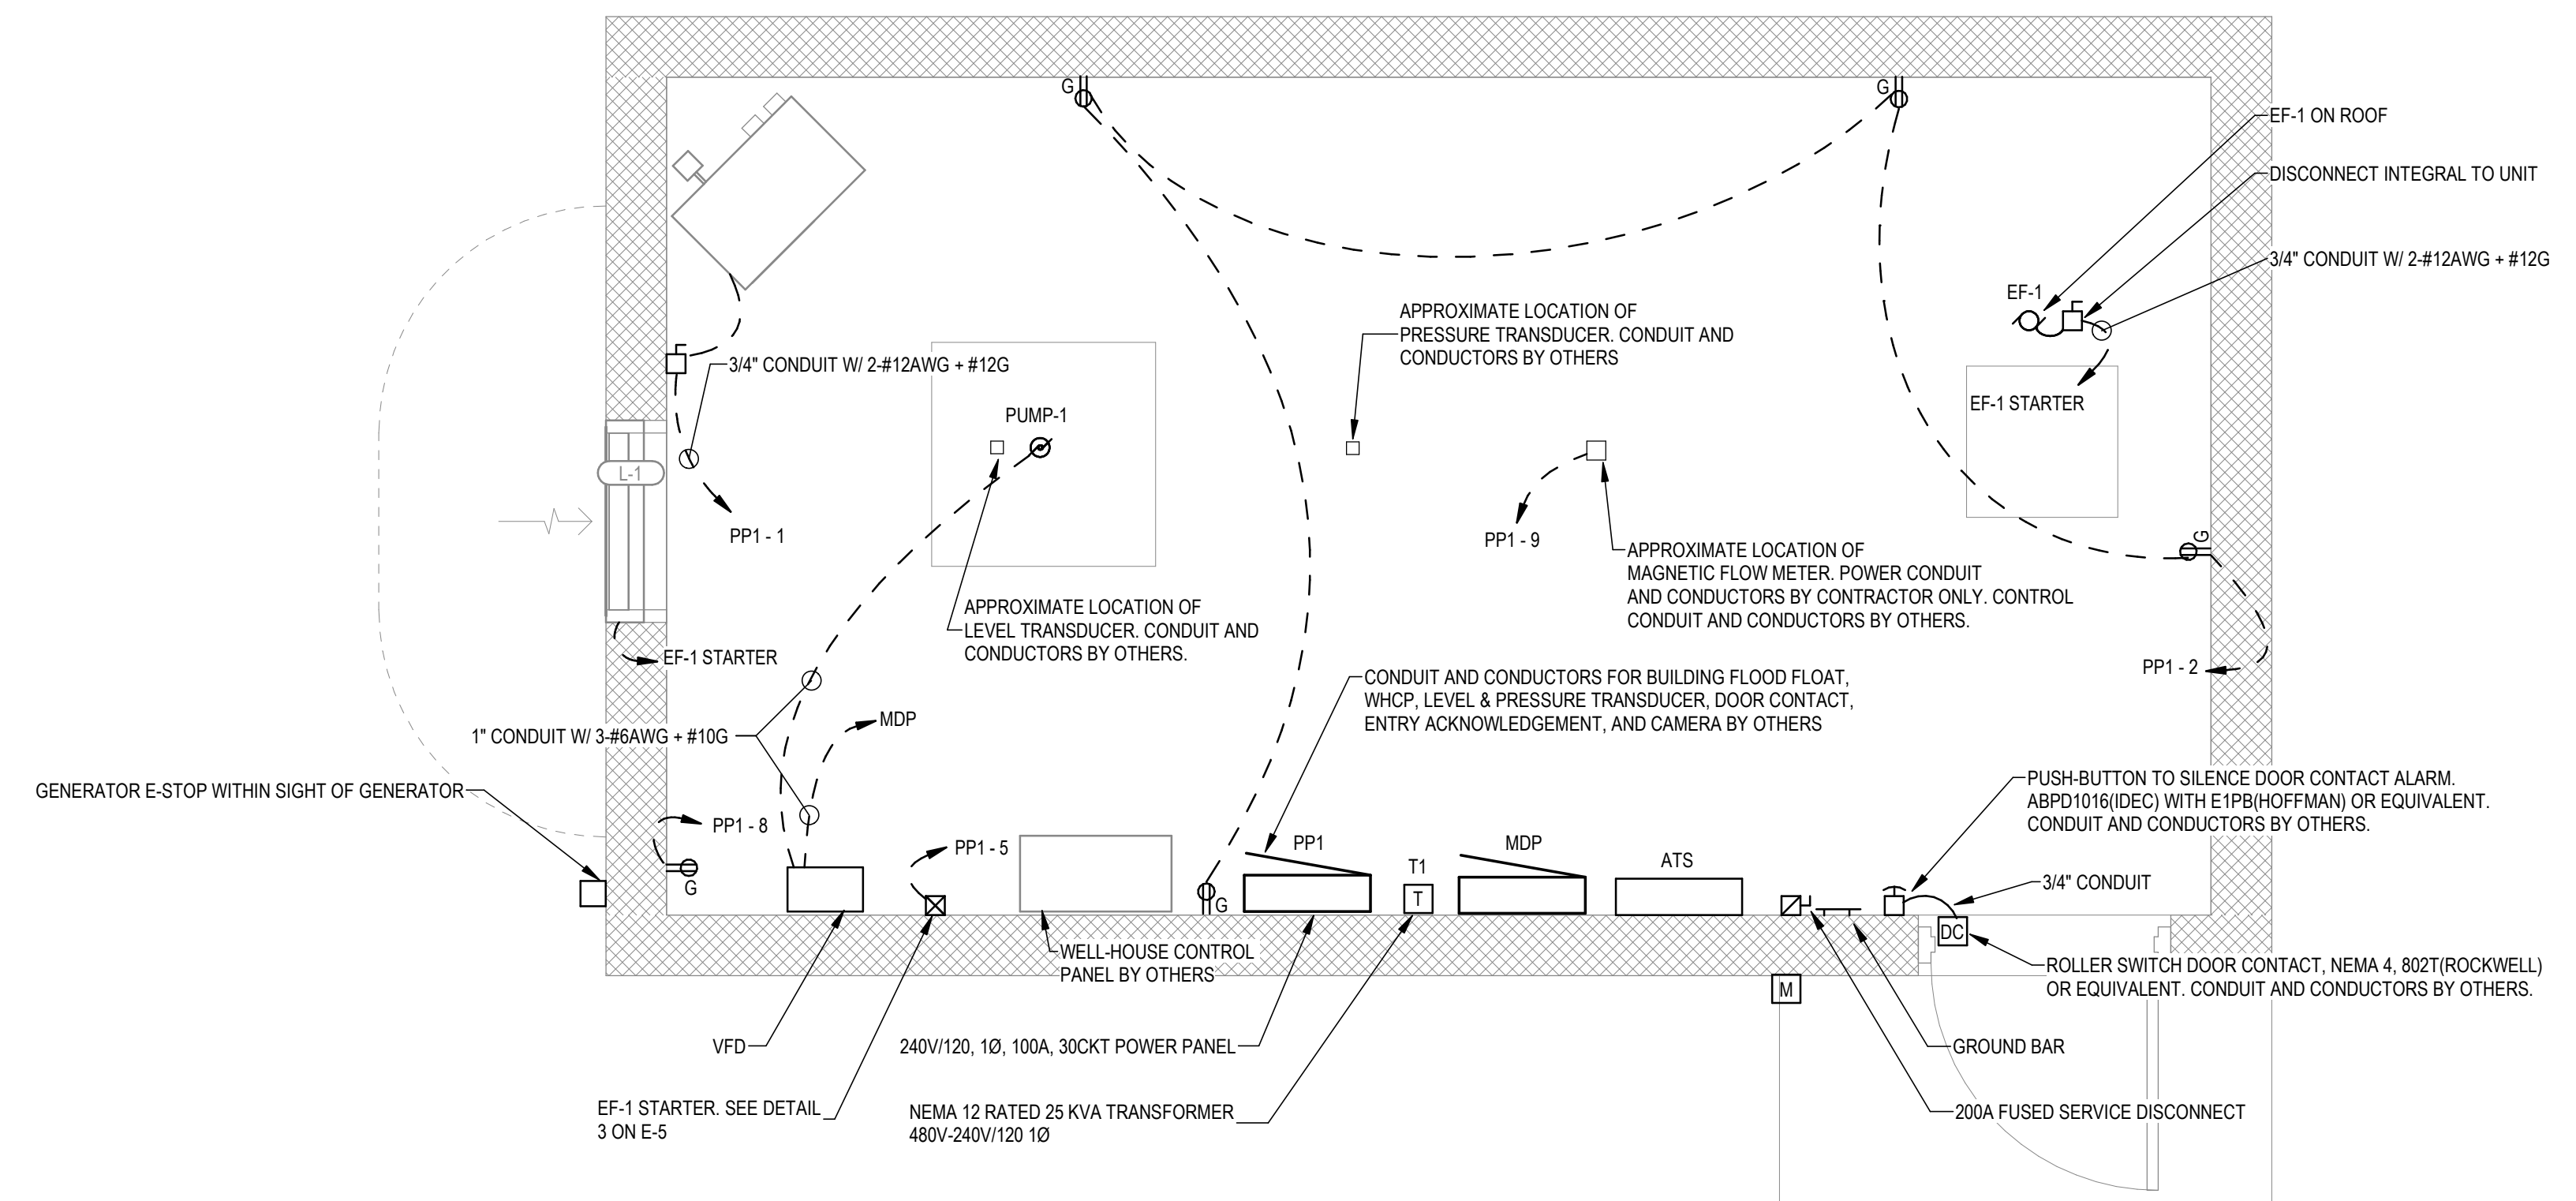 G
G
EF-1 ON ROOF
DISCONNECT INTEGRAL TO UNIT
3/4" CONDUIT W/ 2-#12AWG + #12G
EF-1
EF-1 STARTER
APPROXIMATE LOCATION OF
PRESSURE TRANSDUCER. CONDUIT AND
CONDUCTORS BY OTHERS
3/4" CONDUIT W/ 2-#12AWG + #12G
PUMP-1
L-1
PP1 - 1
PP1 - 9
G
APPROXIMATE LOCATION OF
MAGNETIC FLOW METER. POWER CONDUIT
AND CONDUCTORS BY CONTRACTOR ONLY. CONTROL
CONDUIT AND CONDUCTORS BY OTHERS.
APPROXIMATE LOCATION OF
LEVEL TRANSDUCER. CONDUIT AND
CONDUCTORS BY OTHERS.
EF-1 STARTER
PP1 - 2
CONDUIT AND CONDUCTORS FOR BUILDING FLOOD FLOAT,
WHCP, LEVEL & PRESSURE TRANSDUCER, DOOR CONTACT,
ENTRY ACKNOWLEDGEMENT, AND CAMERA BY OTHERS
MDP
1" CONDUIT W/ 3-#6AWG + #10G
GENERATOR E-STOP WITHIN SIGHT OF GENERATOR
PUSH-BUTTON TO SILENCE DOOR CONTACT ALARM.
ABPD1016(IDEC) WITH E1PB(HOFFMAN) OR EQUIVALENT.
CONDUIT AND CONDUCTORS BY OTHERS.
PP1 - 8
PP1 - 5
G
G
PP1
T1
T
MDP
ATS
3/4" CONDUIT
DC
WELL-HOUSE CONTROL
PANEL BY OTHERS
ROLLER SWITCH DOOR CONTACT, NEMA 4, 802T(ROCKWELL)
OR EQUIVALENT. CONDUIT AND CONDUCTORS BY OTHERS.
M
VFD
240V/120, 1Ø, 100A, 30CKT POWER PANEL
GROUND BAR
EF-1 STARTER. SEE DETAIL
3 ON E-5
NEMA 12 RATED 25 KVA TRANSFORMER
480V-240V/120 1Ø
200A FUSED SERVICE DISCONNECT